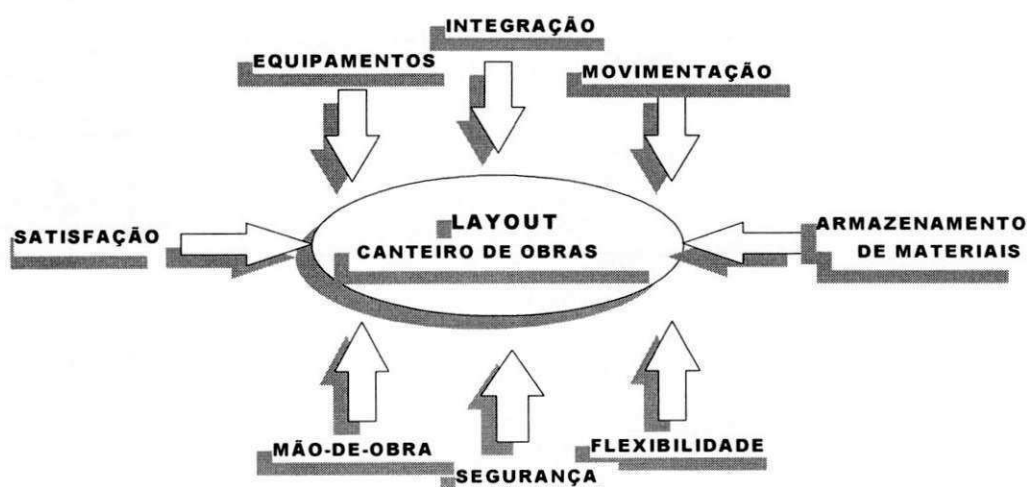 INTEGRAÇÃO
EQUIPAMENTOS
MOVIMENTAÇÃO
SATISFAÇÃO
LAYOUT
CANTEIRO DE OBRAS
ARMAZENAMENTO
DE MATERIAIS
MÃO-DE-OBRA
SEGURANÇA
FLEXIBILIDADE